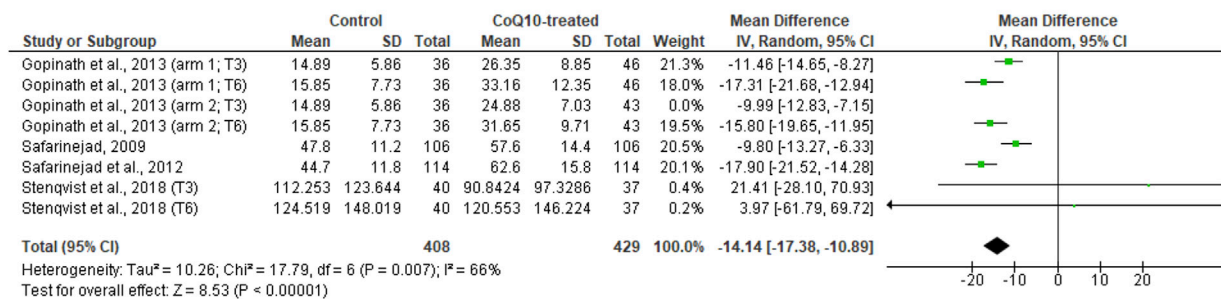 Control CoQ10-treated Mean Difference Mean Difference
Study or Subgroup Mean SD Total Mean SD Total Weight IV, Random, 95% CI IV, Random, 95% CI
Gopinath et al., 2013 (arm 1; T3) 14.89 5.86 36 26.35 8.85 46 21.3% -11.46 [-14.65, -8.27]
Gopinath et al., 2013 (arm 1; T6) 15.85 7.73 36 33.16 12.35 46 18.0% -17.31 [-21.68, -12.94]
Gopinath et al., 2013 (arm 2; T3) 14.89 5.86 36 24.88 7.03 43 0.0% -9.99 [-12.83, -7.15]
Gopinath et al., 2013 (arm 2; T6) 15.85 7.73 36 31.65 9.71 43 19.5% -15.80 [-19.65, -11.95]
Safarinejad, 2009 47.8 11.2 106 57.6 14.4 106 20.5% -9.80 [-13.27, -6.33]
Safarinejad et al., 2012 44.7 11.8 114 62.6 15.8 114 20.1% -17.90 [-21.52, -14.28]
Stenqvist et al., 2018 (T3) 112.253 123.644 40 90.8424 97.3286 37 0.4% 21.41 [-28.10, 70.93]
Stenqvist et al., 2018 (T6) 124.519 148.019 40 120.553 146.224 37 0.2% 3.97 [-61.79, 69.72]
Total (95% CI) 408 429 100.0% -14.14 [-17.38, -10.89]
Heterogeneity: Tau² = 10.26; Chi² = 17.79, df = 6 (P = 0.007); I² = 66%
Test for overall effect: Z = 8.53 (P < 0.00001)
-20 -10 0 10 20